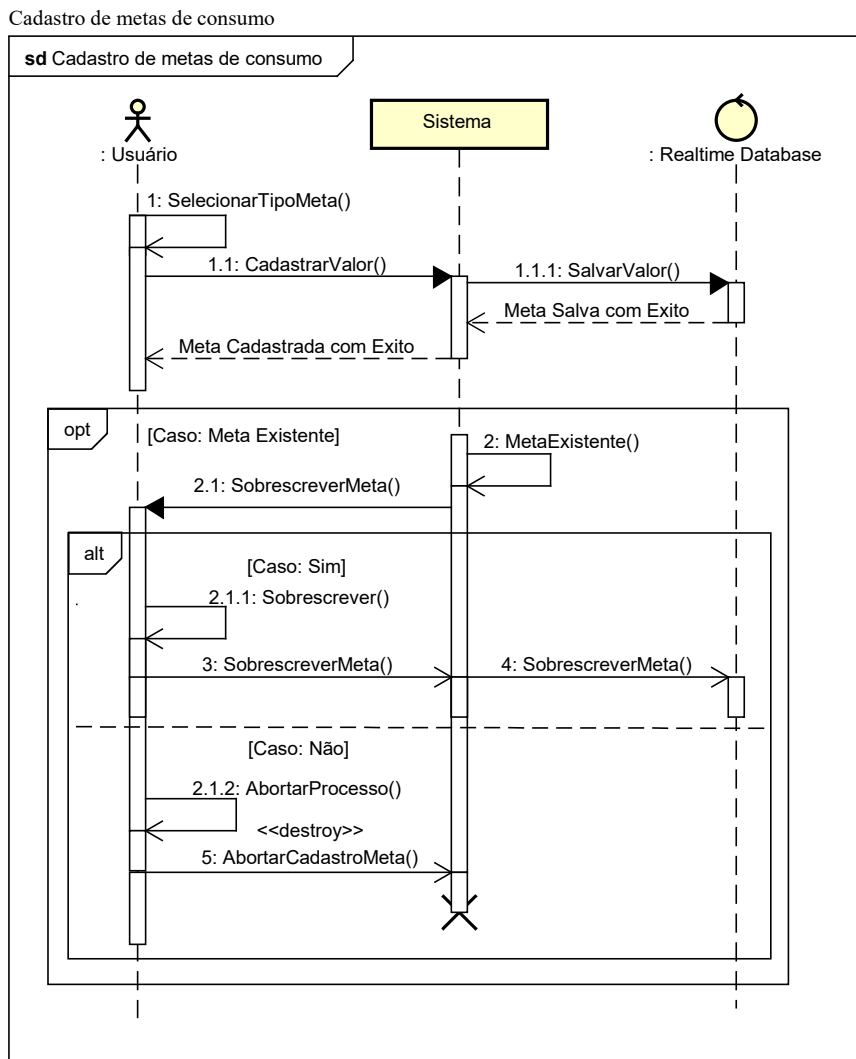 Cadastro de metas de consumo
sd Cadastro de metas de consumo
: Usuário
Sistema
: Realtime Database
1: SelecionarTipoMeta()
1.1: CadastrarValor()
1.1.1: SalvarValor()
Meta Salva com Exito
Meta Cadastrada com Exito
opt
[Caso: Meta Existente]
2: MetaExistente()
2.1: SobrescreverMeta()
alt
[Caso: Sim]
2.1.1: Sobrescrever()
3: SobrescreverMeta()
4: SobrescreverMeta()
[Caso: Não]
2.1.2: AbortarProcesso()
<<destroy>>
5: AbortarCadastroMeta()